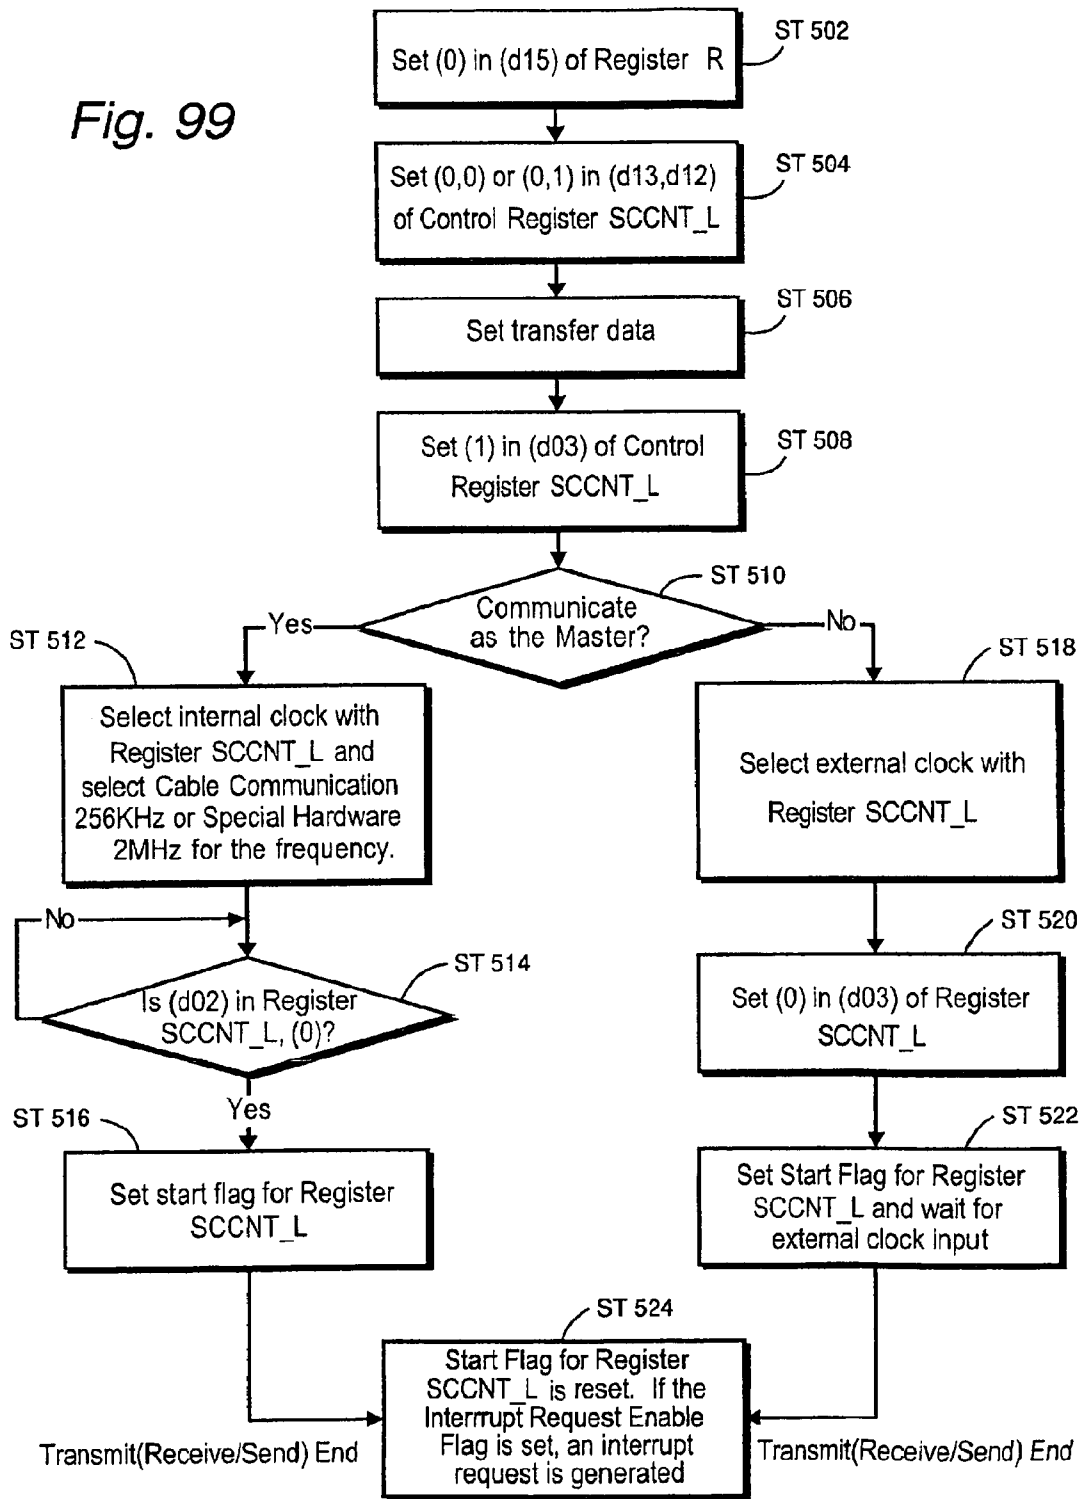 Fig. 99
Set (0) in (d15) of Register R
ST 502
Set (0,0) or (0,1) in (d13,d12)
of Control Register SCCNT_L
ST 504
Set transfer data
ST 506
Set (1) in (d03) of Control
Register SCCNT_L
ST 508
Communicate
as the Master?
ST 510
Yes
No
ST 512
Select internal clock with
Register SCCNT_L and
select Cable Communication
256KHz or Special Hardware
2MHz for the frequency.
ST 518
Select external clock with
Register SCCNT_L
No
ST 514
Is (d02) in Register
SCCNT_L, (0)?
Yes
ST 520
Set (0) in (d03) of Register
SCCNT_L
ST 516
Set start flag for Register
SCCNT_L
ST 522
Set Start Flag for Register
SCCNT_L and wait for
external clock input
ST 524
Start Flag for Register
SCCNT_L is reset. If the
Interrrupt Request Enable
Flag is set, an interrupt
request is generated
Transmit(Receive/Send) End
Transmit(Receive/Send) End